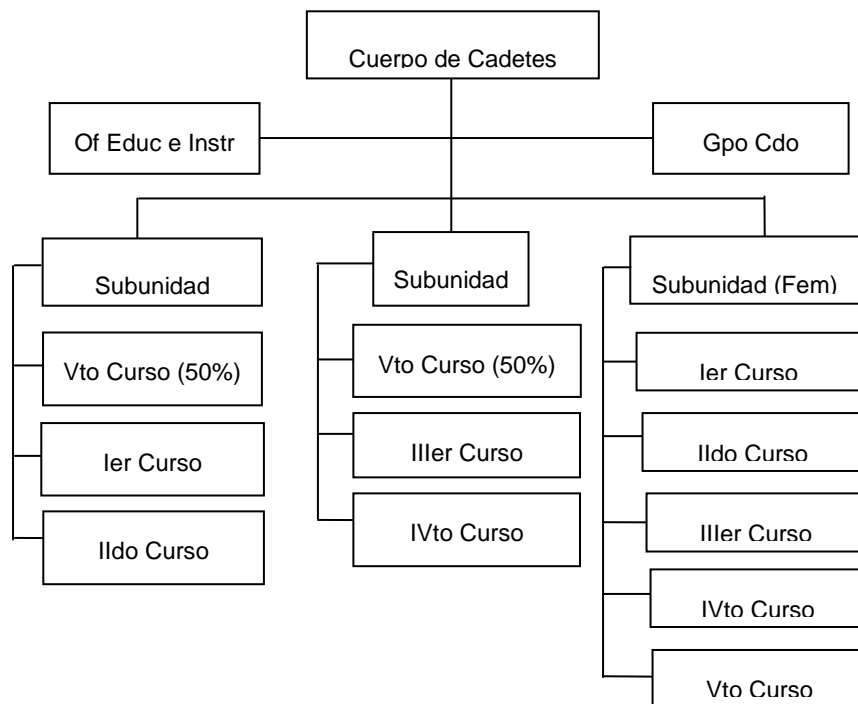 Cuerpo de Cadetes
Of Educ e Instr
Gpo Cdo
Subunidad
Vto Curso (50%)
Ier Curso
IIdo Curso
Subunidad
Vto Curso (50%)
IIIer Curso
IVto Curso
Subunidad (Fem)
Ier Curso
IIdo Curso
IIIer Curso
IVto Curso
Vto Curso